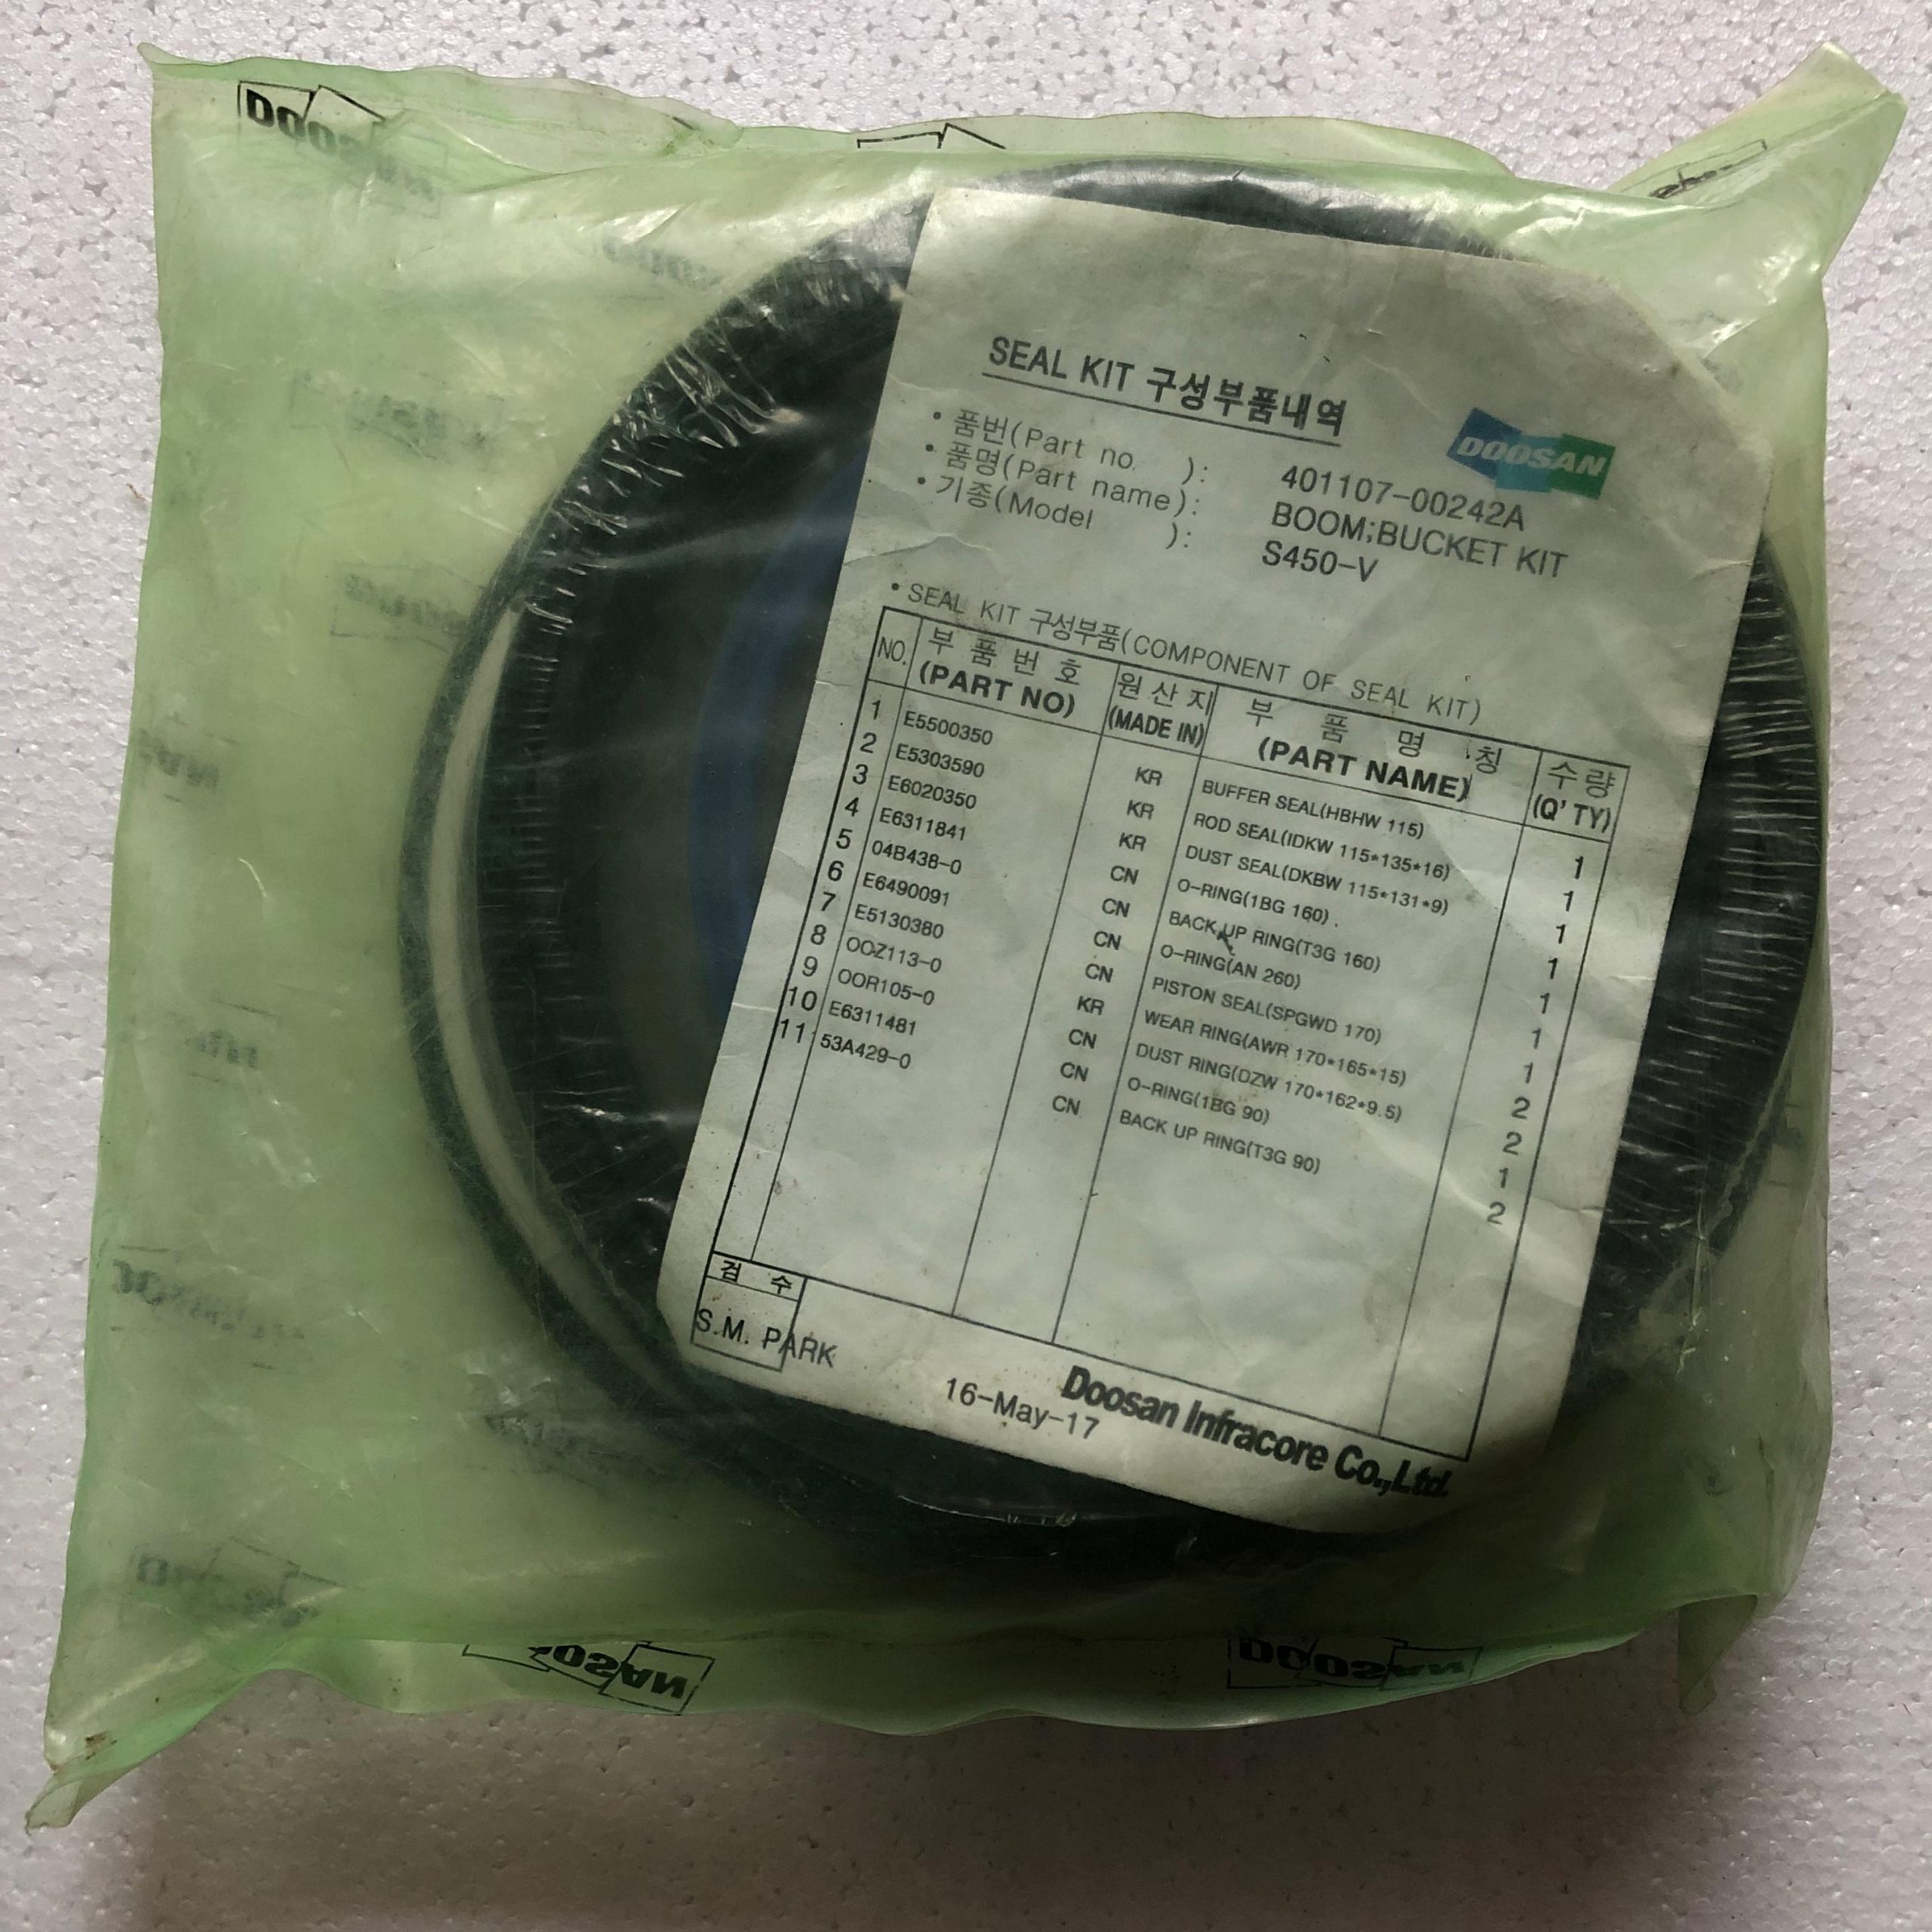 DOOSAN
SEAL KIT 구성부품내역
DOOSAN
• 품번(Part no. ): 401107-00242A
• 품명(Part name): BOOM;BUCKET KIT
• 기종(Model ): S450-V
• SEAL KIT 구성부품(COMPONENT OF SEAL KIT)
NO. 부 품 번 호 (PART NO) 원 산 지 (MADE IN) 부 품 명 칭 (PART NAME) 수 량 (Q' TY)
1 E5500350 KR BUFFER SEAL(HBHW 115) 1
2 E5303590 KR ROD SEAL(IDKW 115*135*16) 1
3 E6020350 KR DUST SEAL(DKBW 115*131*9) 1
4 E6311841 CN O-RING(1BG 160) 1
5 04B438-0 CN BACK UP RING(T3G 160) 1
6 E6490091 CN O-RING(AN 260) 1
7 E5130380 CN PISTON SEAL(SPGWD 170) 1
8 OOZ113-0 KR WEAR RING(AWR 170*165*15) 2
9 OOR105-0 CN DUST RING(DZW 170*162*9.5) 2
10 E6311481 CN O-RING(1BG 90) 1
11 53A429-0 CN BACK UP RING(T3G 90) 2
검 수
S.M. PARK
16-May-17
Doosan Infracore Co.,Ltd.
DOOSAN